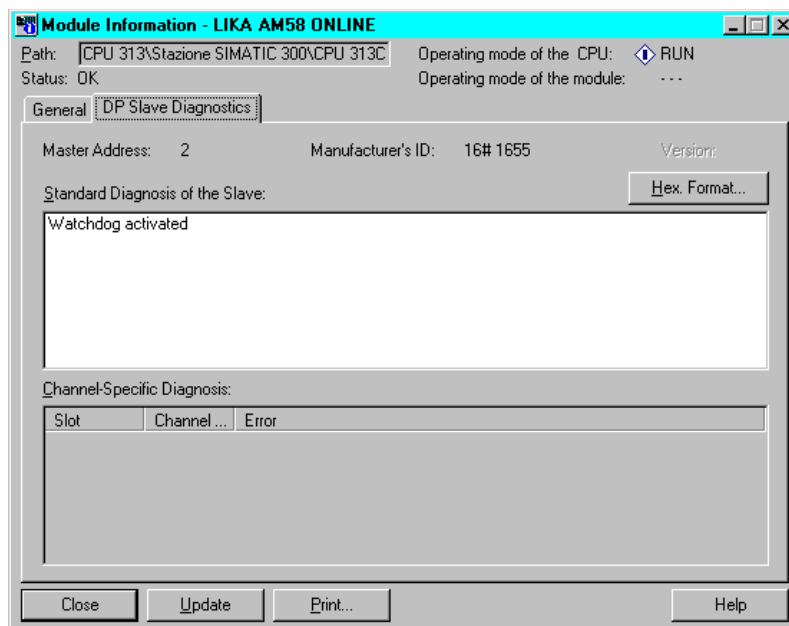 Module Information - LIKA AM58 ONLINE
Path: CPU 313\Stazione SIMATIC 300\CPU 313C Operating mode of the CPU: RUN
Status: OK Operating mode of the module: - - -
General DP Slave Diagnostics
Master Address: 2 Manufacturer's ID: 16# 1655 Version:
Standard Diagnosis of the Slave: Hex. Format...
Watchdog activated
Channel-Specific Diagnosis:
Slot Channel ... Error
Close Update Print... Help